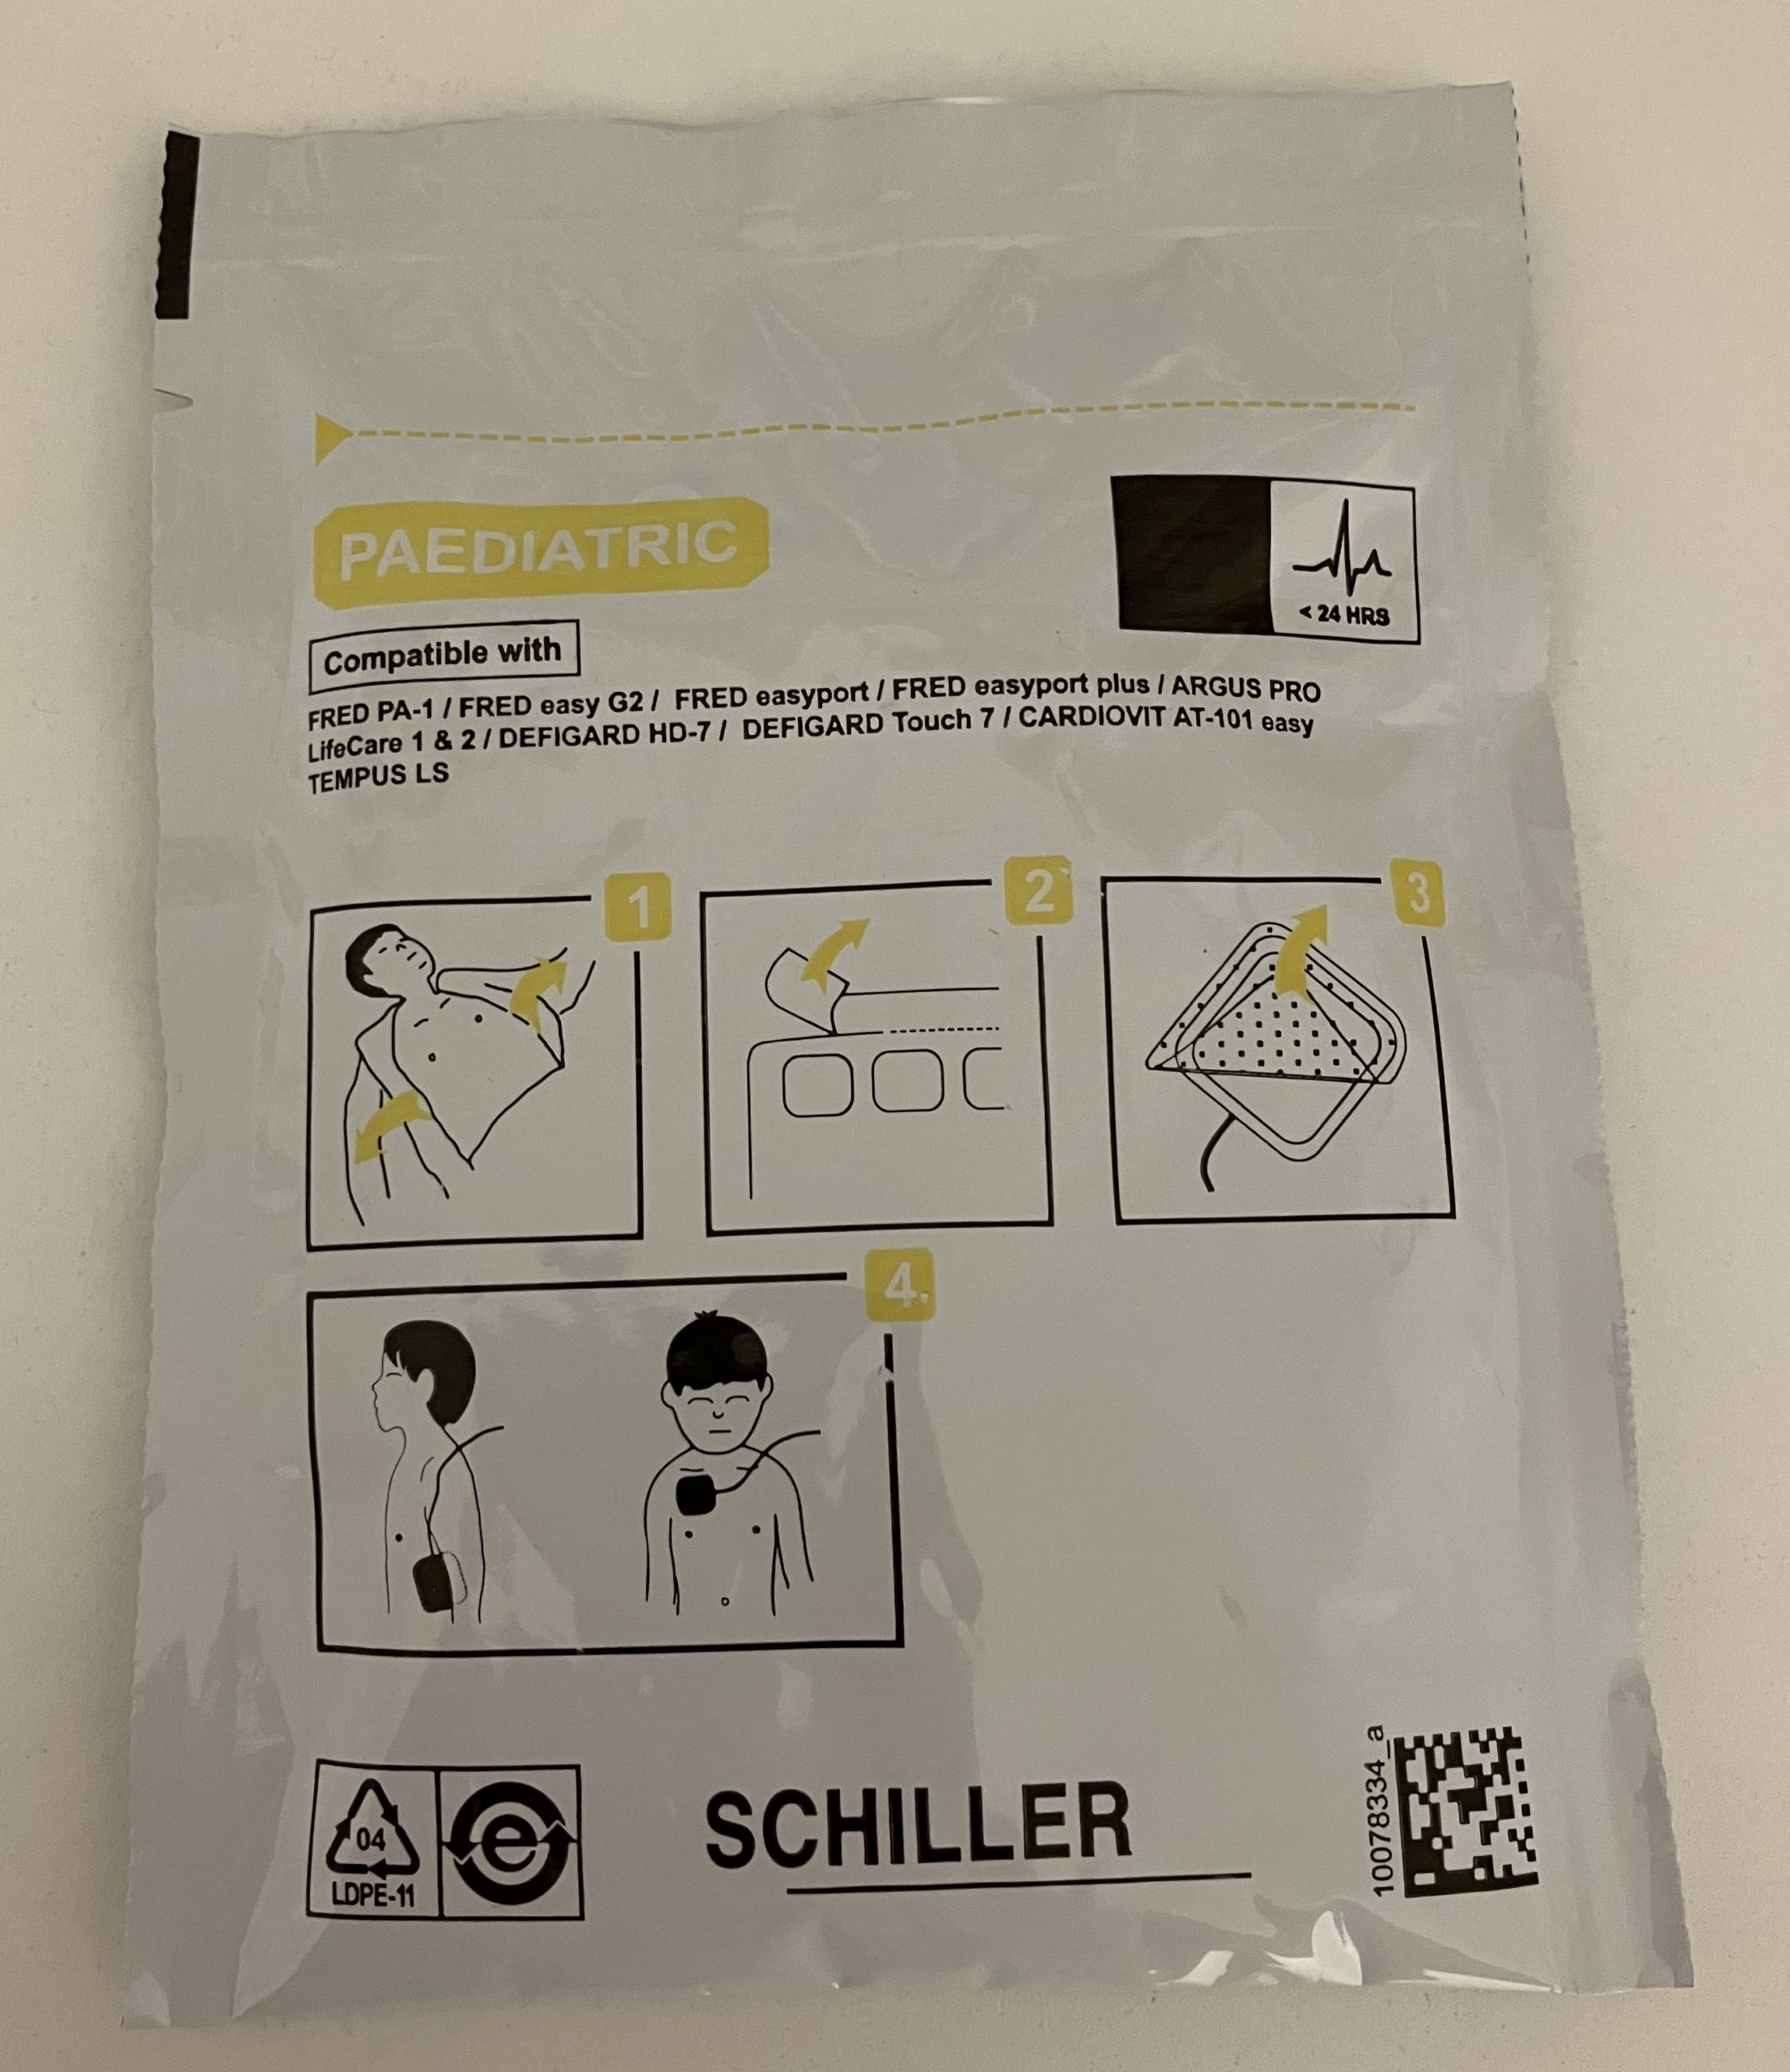 PAEDIATRIC
< 24 HRS
Compatible with
FRED PA-1 / FRED easy G2 / FRED easyport / FRED easyport plus / ARGUS PRO
LifeCare 1 & 2 / DEFIGARD HD-7 / DEFIGARD Touch 7 / CARDIOVIT AT-101 easy
TEMPUS LS
1
2
3
4
04
LDPE-11
e
SCHILLER
10078334_a